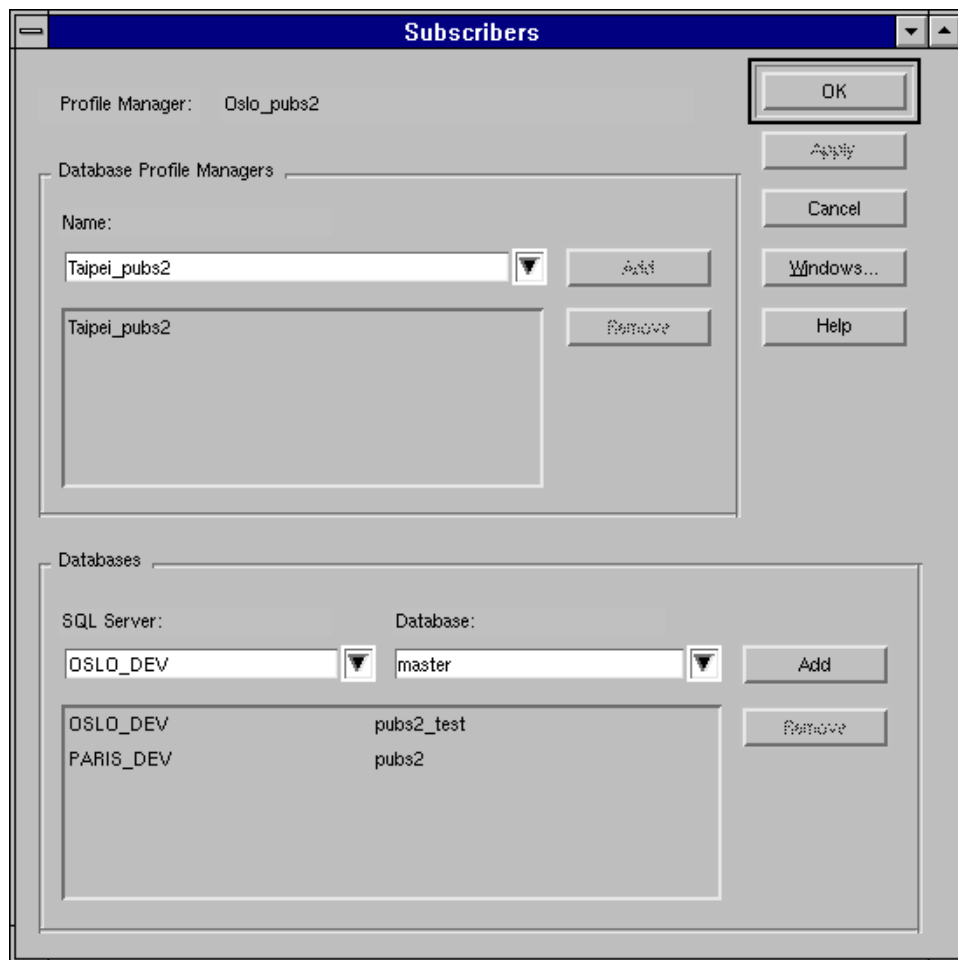 Subscribers
Profile Manager: Oslo_pubs2
OK
Apply
Database Profile Managers
Cancel
Name:
Taipei_pubs2
Add
Windows...
Taipei_pubs2
Remove
Help
Databases
SQL Server: Database:
OSLO_DEV master Add
OSLO_DEV pubs2_test
Remove
PARIS_DEV pubs2